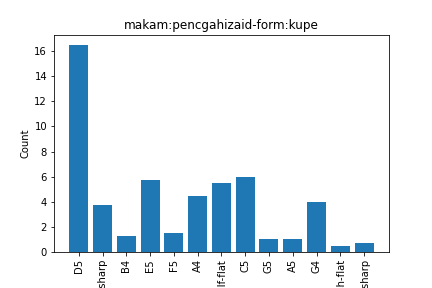 makam:pencgahizaid-form:kupe
Count
16
14
12
10
8
6
4
2
0
D5
sharp
B4
E5
F5
A4
lf-flat
C5
G5
A5
G4
h-flat
sharp